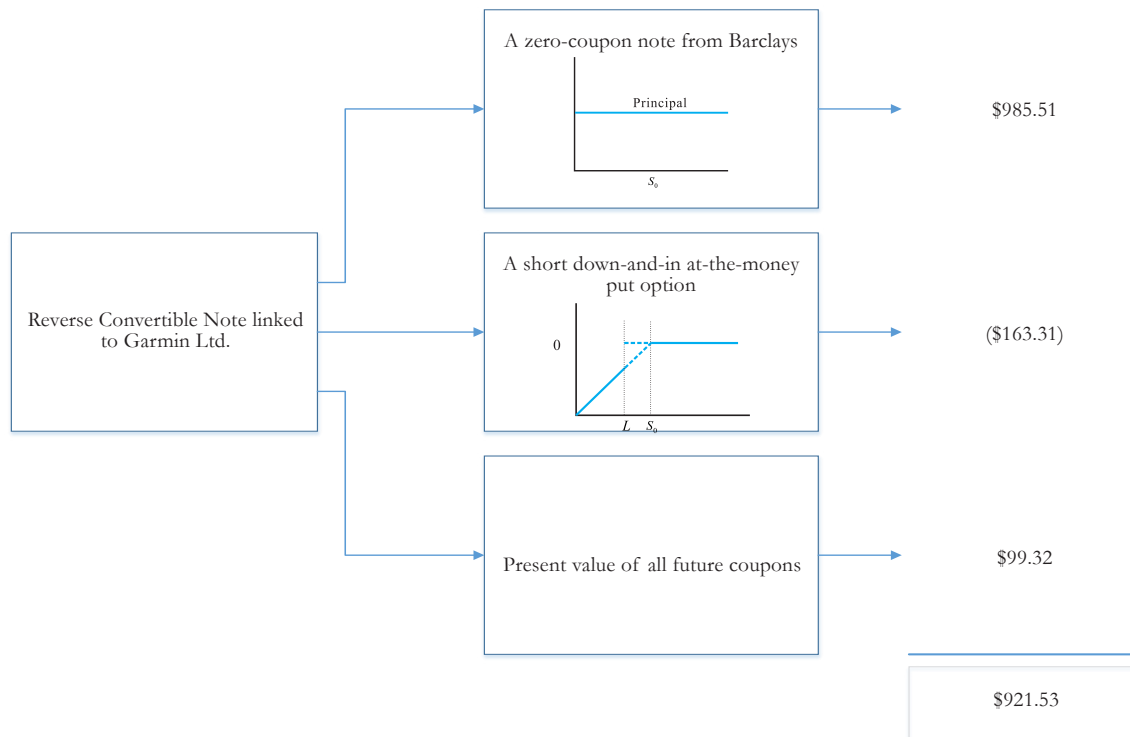 A zero-coupon note from Barclays
Principal
S₀
$985.51
Reverse Convertible Note linked
to Garmin Ltd.
A short down-and-in at-the-money
put option
0
L S₀
($163.31)
Present value of all future coupons
$99.32
$921.53